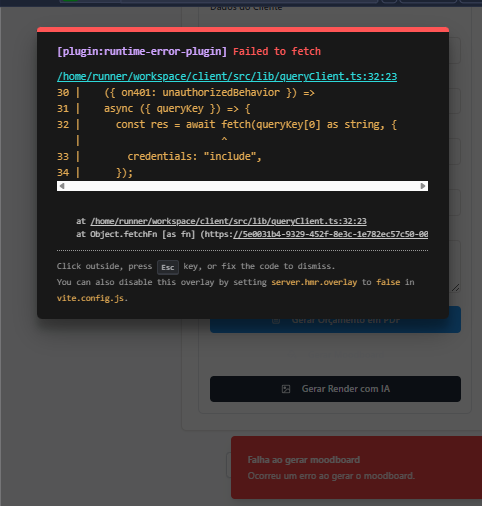 Dados do Cliente
[plugin:runtime-error-plugin] Failed to fetch
/home/runner/workspace/client/src/lib/queryClient.ts:32:23
30 |    ({ on401: unauthorizedBehavior }) =>
31 |    async ({ queryKey }) => {
32 |      const res = await fetch(queryKey[0] as string, {
   |                        ^
33 |        credentials: "include",
34 |      });
at /home/runner/workspace/client/src/lib/queryClient.ts:32:23
at Object.fetchFn [as fn] (https://5e0031b4-9329-452f-8e3c-1e782ec57c50-00
Click outside, press Esc key, or fix the code to dismiss.
You can also disable this overlay by setting server.hmr.overlay to false in
vite.config.js.
Gerar Orçamento em PDF
Gerar Render com IA
Falha ao gerar moodboard
Ocorreu um erro ao gerar o moodboard.